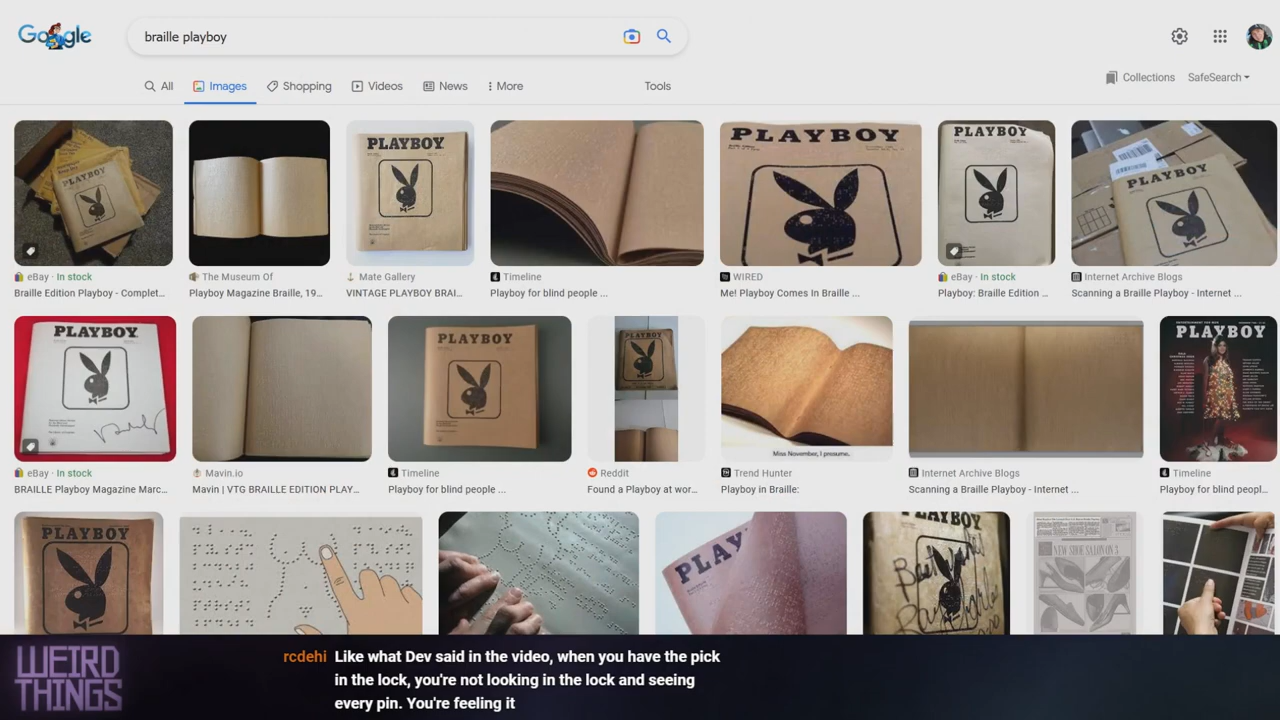 Google
braille playboy
All
Images
Shopping
Videos
News
More
Tools
Collections
SafeSearch
PLAYBOY
PLAYBOY
PLAYBOY
PLAYBOY
PLAYBOY
eBay · In stock
Braille Edition Playboy - Complet...
The Museum Of
Playboy Magazine Braille, 19...
Mate Gallery
VINTAGE PLAYBOY BRAI...
Timeline
Playboy for blind people ...
WIRED
Me! Playboy Comes In Braille ...
eBay · In stock
Playboy: Braille Edition ...
Internet Archive Blogs
Scanning a Braille Playboy - Internet ...
PLAYBOY
PLAYBOY
PLAYBOY
Miss November, I presume.
PLAYBOY
eBay · In stock
BRAILLE Playboy Magazine Marc...
Mavin.io
Mavin | VTG BRAILLE EDITION PLAY...
Timeline
Playboy for blind people ...
Reddit
Found a Playboy at wor...
Trend Hunter
Playboy in Braille:
Internet Archive Blogs
Scanning a Braille Playboy - Internet ...
Timeline
Playboy for blind peopl...
PLAYBOY
PLAY
PLAYBOY
NEW SHOE SALON ON 3
WEIRD
THINGS
rcdehi Like what Dev said in the video, when you have the pick
in the lock, you're not looking in the lock and seeing
every pin. You're feeling it